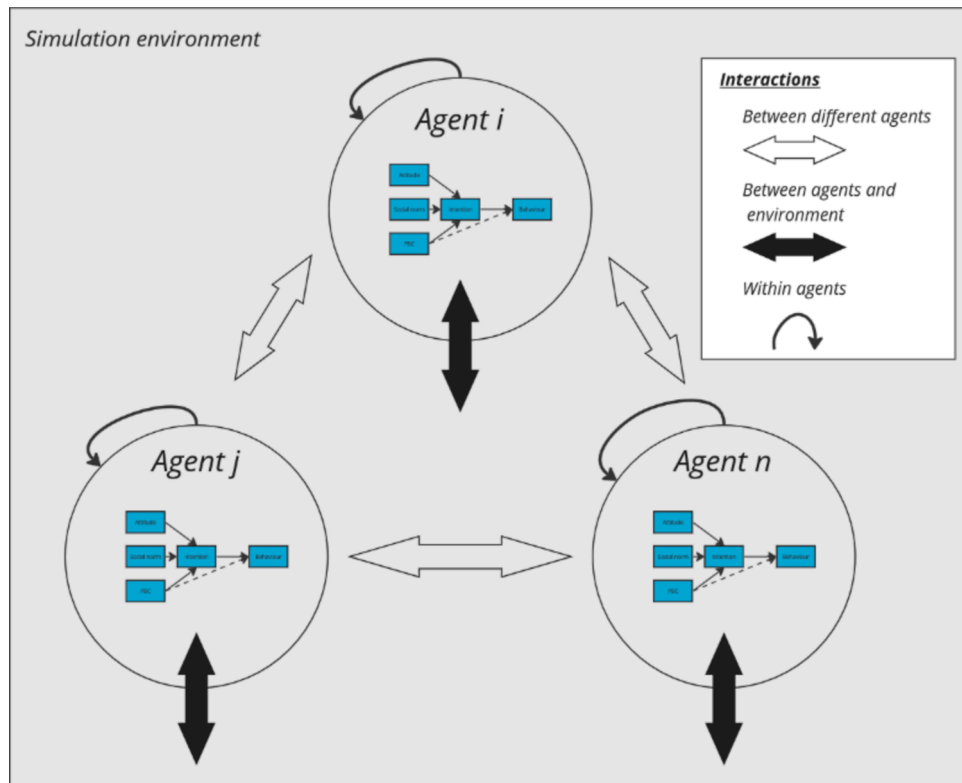 Simulation environment
Interactions
Between different agents
Between agents and
environment
Within agents
Agent i
Attitude
Social norm
Intention
Behaviour
PBC
Agent j
Attitude
Social norm
Intention
Behaviour
PBC
Agent n
Attitude
Social norm
Intention
Behaviour
PBC